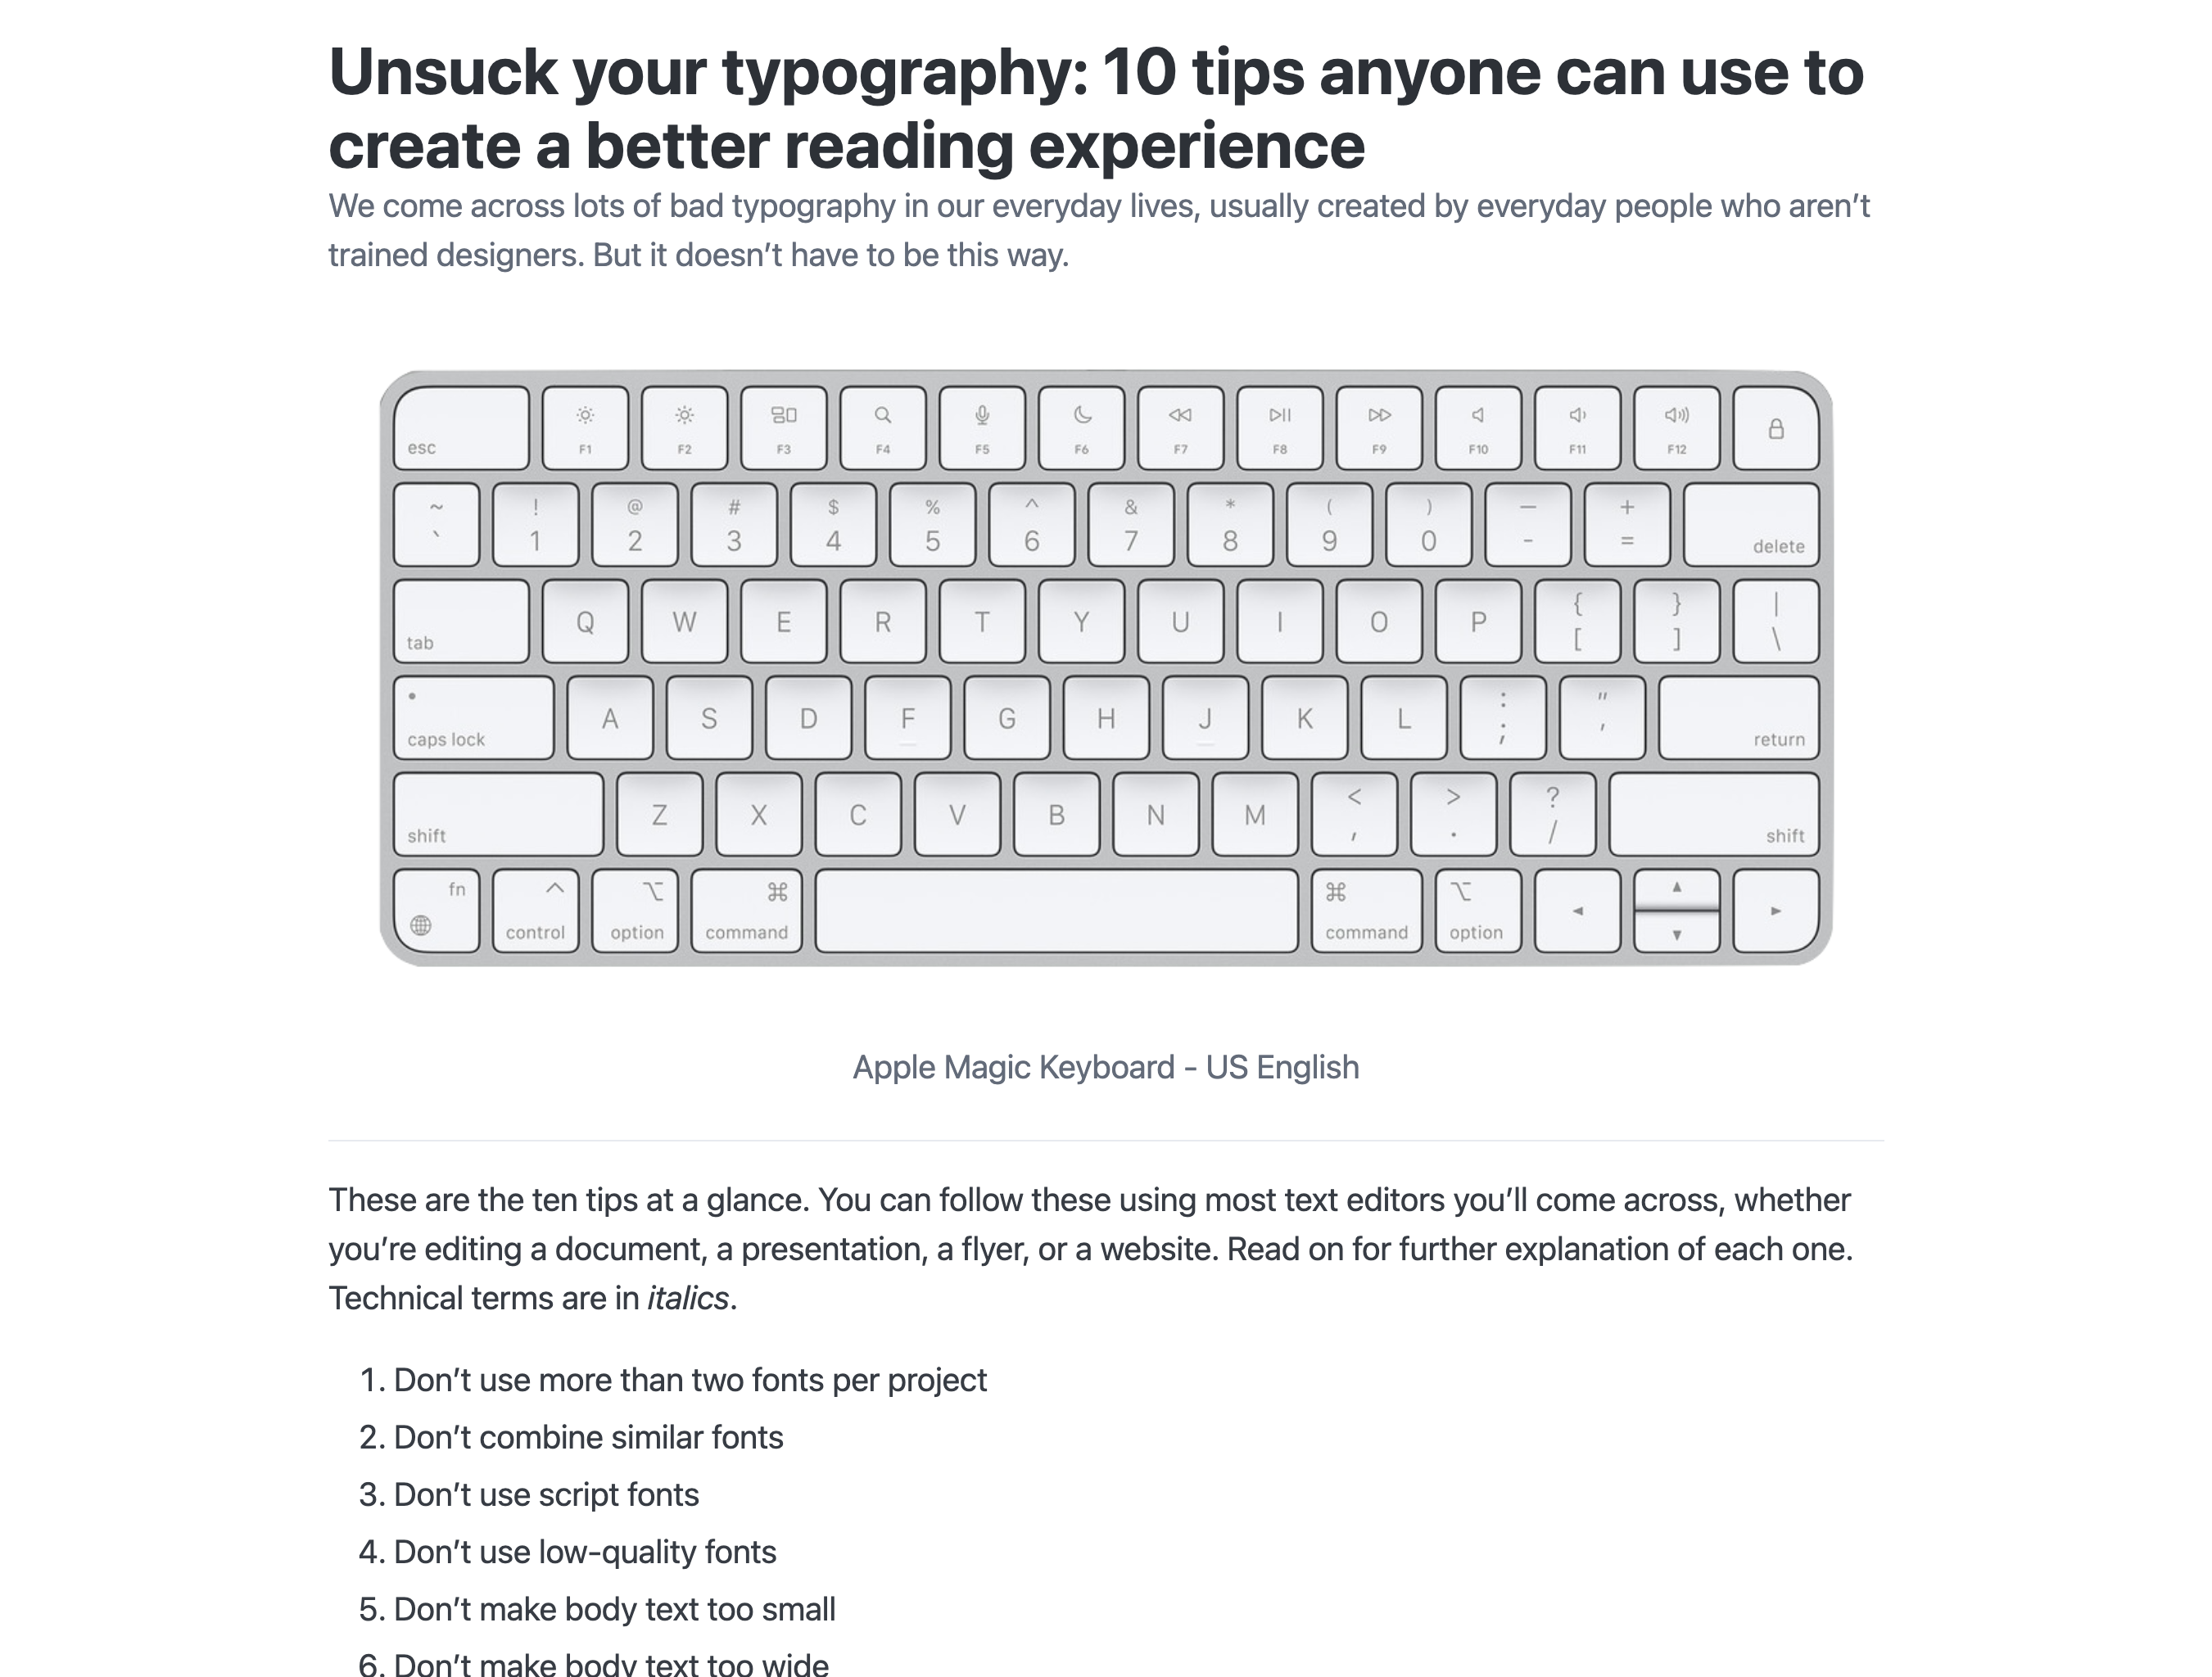 Unsuck your typography: 10 tips anyone can use to
create a better reading experience
We come across lots of bad typography in our everyday lives, usually created by everyday people who aren’t
trained designers. But it doesn’t have to be this way.
esc F1 F2 F3 F4 F5 F6 F7 F8 F9 F10 F11 F12
~ ! @ # $ % ^ & * ( ) — +
` 1 2 3 4 5 6 7 8 9 0 - = delete
tab Q W E R T Y U I O P { } |
[ ] \
caps lock A S D F G H J K L : "
; ' return
shift Z X C V B N M < > ?
, . / shift
fn ^ ⌥ ⌘ ⌘ ⌥ ◄ ▲ ►
control option command command option ▼
Apple Magic Keyboard - US English
These are the ten tips at a glance. You can follow these using most text editors you’ll come across, whether
you’re editing a document, a presentation, a flyer, or a website. Read on for further explanation of each one.
Technical terms are in italics.
1. Don’t use more than two fonts per project
2. Don’t combine similar fonts
3. Don’t use script fonts
4. Don’t use low-quality fonts
5. Don’t make body text too small
6. Don’t make body text too wide